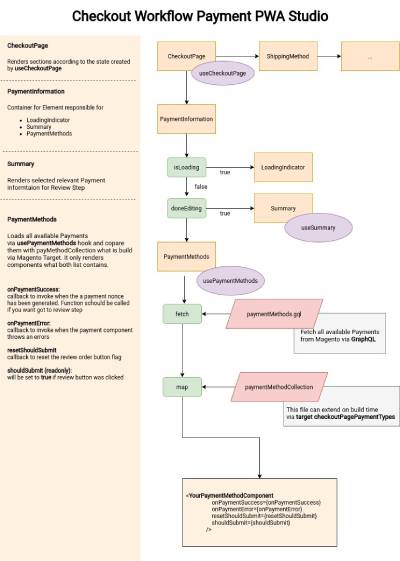 Checkout Workflow Payment PWA Studio
CheckoutPage
Renders sections according to the state created
by useCheckoutPage
PaymentInformation
Container for Element responsible for
LoadingIndicator
Summary
PaymentMethods
Summary
Renders selected relevant Payment
Informtaion for Review Step
PaymentMethods
Loads all available Payments
via usePaymentMethods hook and copare
them with payMethodCollection what is build
via Magento Target. It only renders
components what both list contains.
onPaymentSuccess:
callback to invoke when the a payment nonce
has been generated. Function schould be called
if you want got to review step
onPaymentError:
callback to invoke when the payment component
throws an errors
resetShouldSubmit
callback to reset the review order button flag
shouldSubmit (readonly):
will be set to true if review button was clicked
CheckoutPage
ShippingMethod
...
useCheckoutPage
PaymentInformation
isLoading
true
LoadingIndicator
false
doneEditing
true
Summary
useSummary
PaymentMethods
usePaymentMethods
fetch
paymentMethods.gql
Fetch all available Payments
from Magento via GraphQL
map
paymentMethodCollection
This file can extend on build time
via target checkoutPagePaymentTypes
<YourPaymentMethodComponent
onPaymentSuccess={onPaymentSuccess}
onPaymentError={onPaymentError}
resetShouldSubmit={resetShouldSubmit}
shouldSubmit={shouldSubmit}
/>